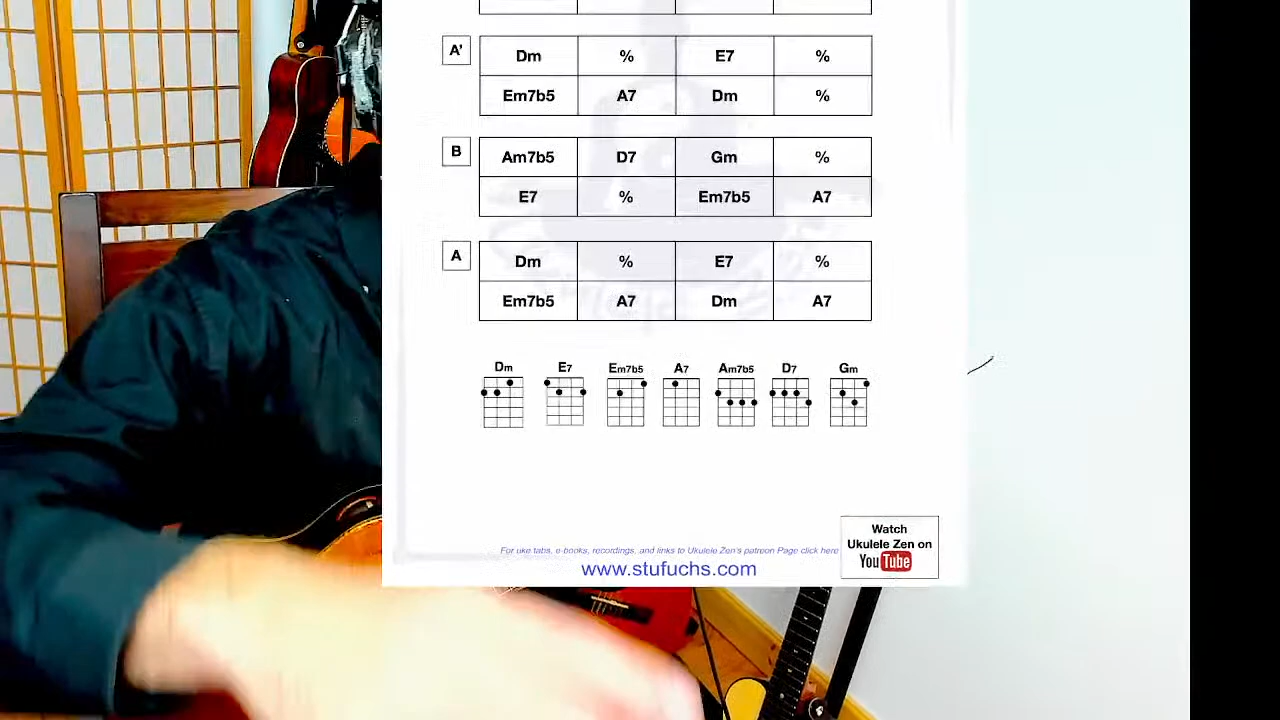 A'
Dm % E7 %
Em7b5 A7 Dm %
B
Am7b5 D7 Gm %
E7 % Em7b5 A7
A
Dm % E7 %
Em7b5 A7 Dm A7
Dm E7 Em7b5 A7 Am7b5 D7 Gm
Watch
Ukulele Zen on
YouTube
For uke tabs, e-books, recordings, and links to Ukulele Zen's patreon Page click here
www.stufuchs.com